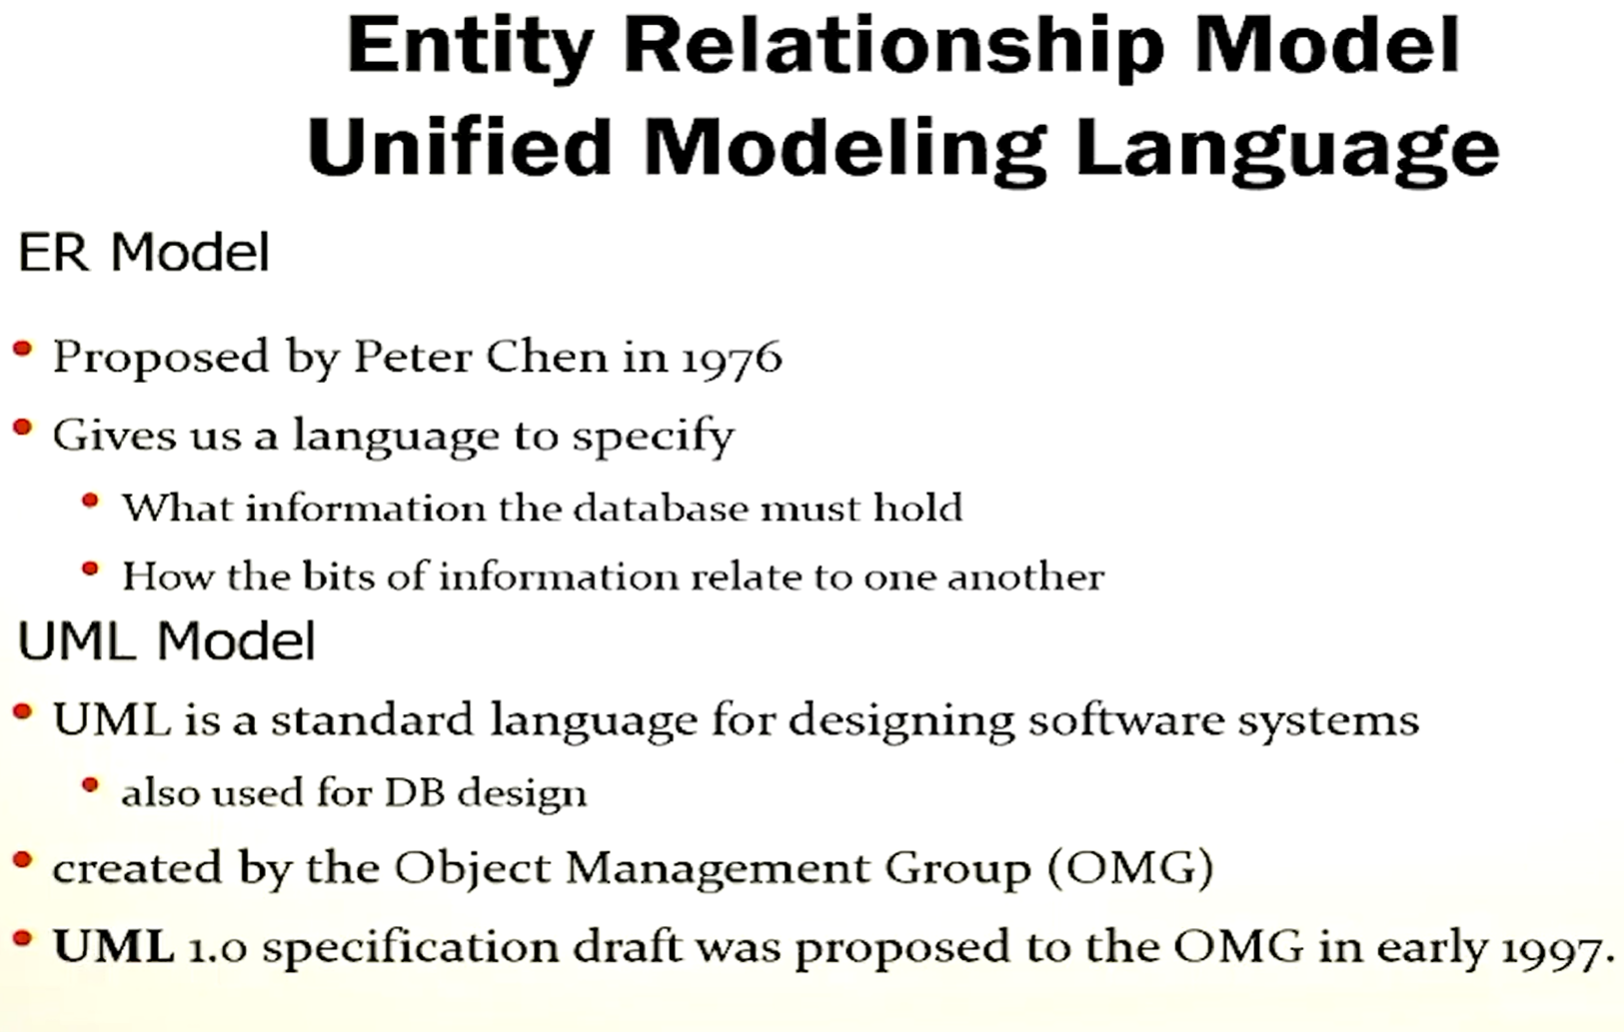 Entity Relationship Model
Unified Modeling Language
ER Model
• Proposed by Peter Chen in 1976
• Gives us a language to specify
• What information the database must hold
• How the bits of information relate to one another
UML Model
• UML is a standard language for designing software systems
• also used for DB design
• created by the Object Management Group (OMG)
• UML 1.0 specification draft was proposed to the OMG in early 1997.